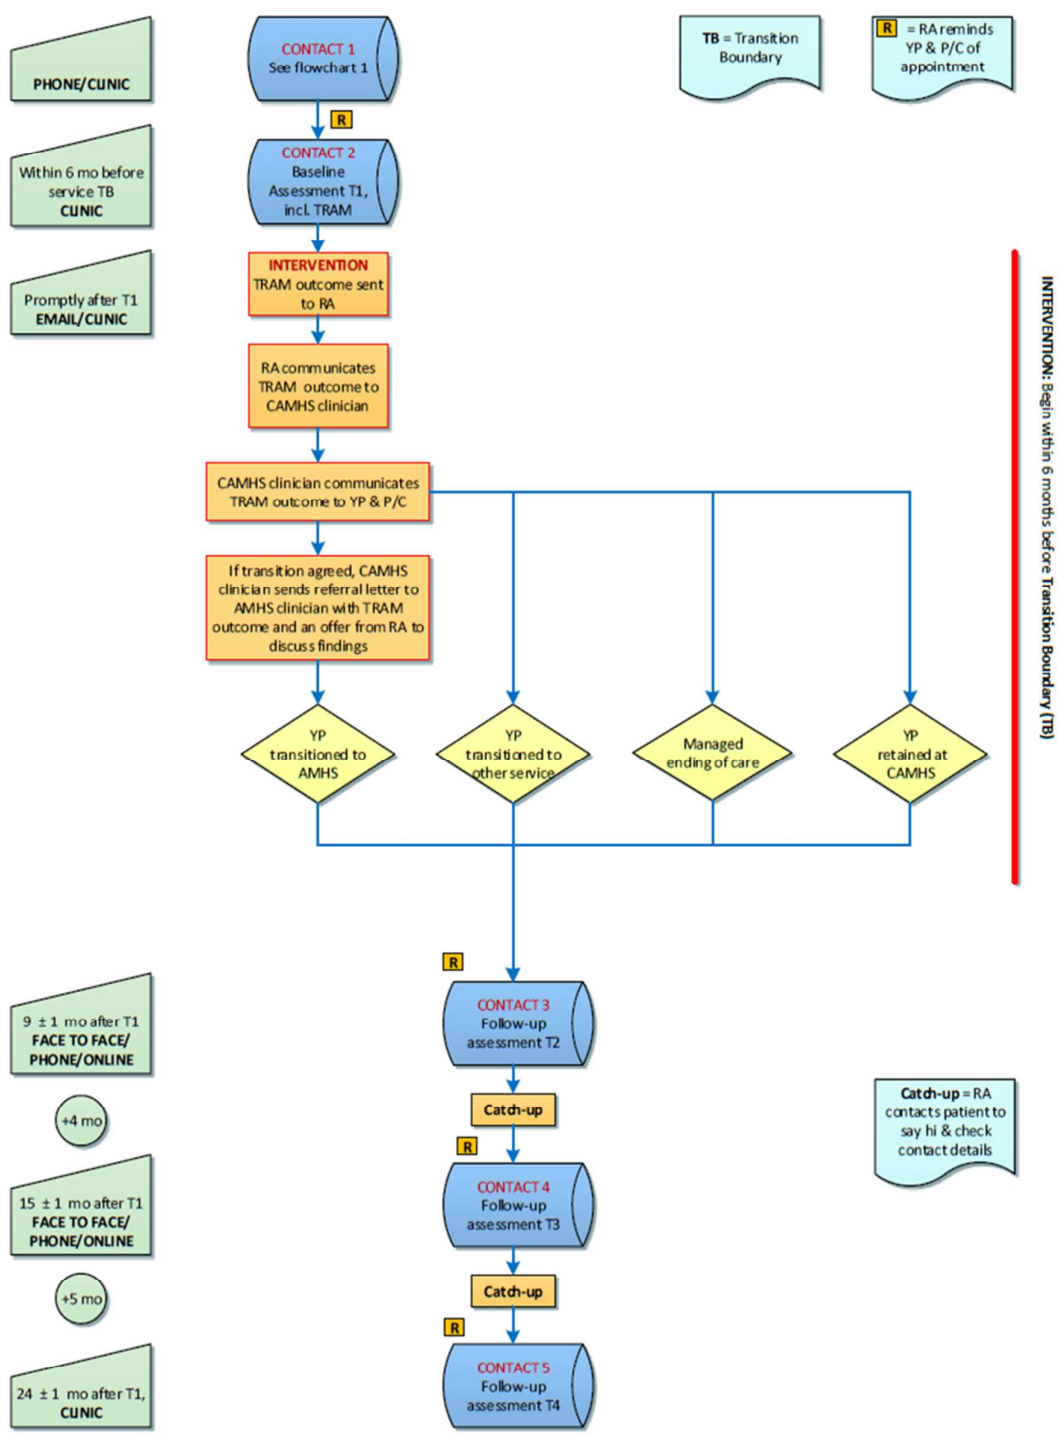 PHONE/CLINIC
CONTACT 1
See flowchart 1
TB = Transition
Boundary
R = RA reminds
YP & P/C of
appointment
R
Within 6 mo before
service TB
CLINIC
CONTACT 2
Baseline
Assessment T1,
incl. TRAM
Promptly after T1
EMAIL/CLINIC
INTERVENTION
TRAM outcome sent
to RA
RA communicates
TRAM outcome to
CAMHS clinician
CAMHS clinician communicates
TRAM outcome to YP & P/C
If transition agreed, CAMHS
clinician sends referral letter to
AMHS clinician with TRAM
outcome and an offer from RA to
discuss findings
YP
transitioned to
AMHS
YP
transitioned to
other service
Managed
ending of care
YP
retained at
CAMHS
INTERVENTION: Begin within 6 months before Transition Boundary (TB)
R
9 ± 1 mo after T1
FACE TO FACE/
PHONE/ONLINE
CONTACT 3
Follow-up
assessment T2
+4 mo
Catch-up
Catch-up = RA
contacts patient to
say hi & check
contact details
R
15 ± 1 mo after T1
FACE TO FACE/
PHONE/ONLINE
CONTACT 4
Follow-up
assessment T3
+5 mo
Catch-up
R
24 ± 1 mo after T1,
CLINIC
CONTACT 5
Follow-up
assessment T4